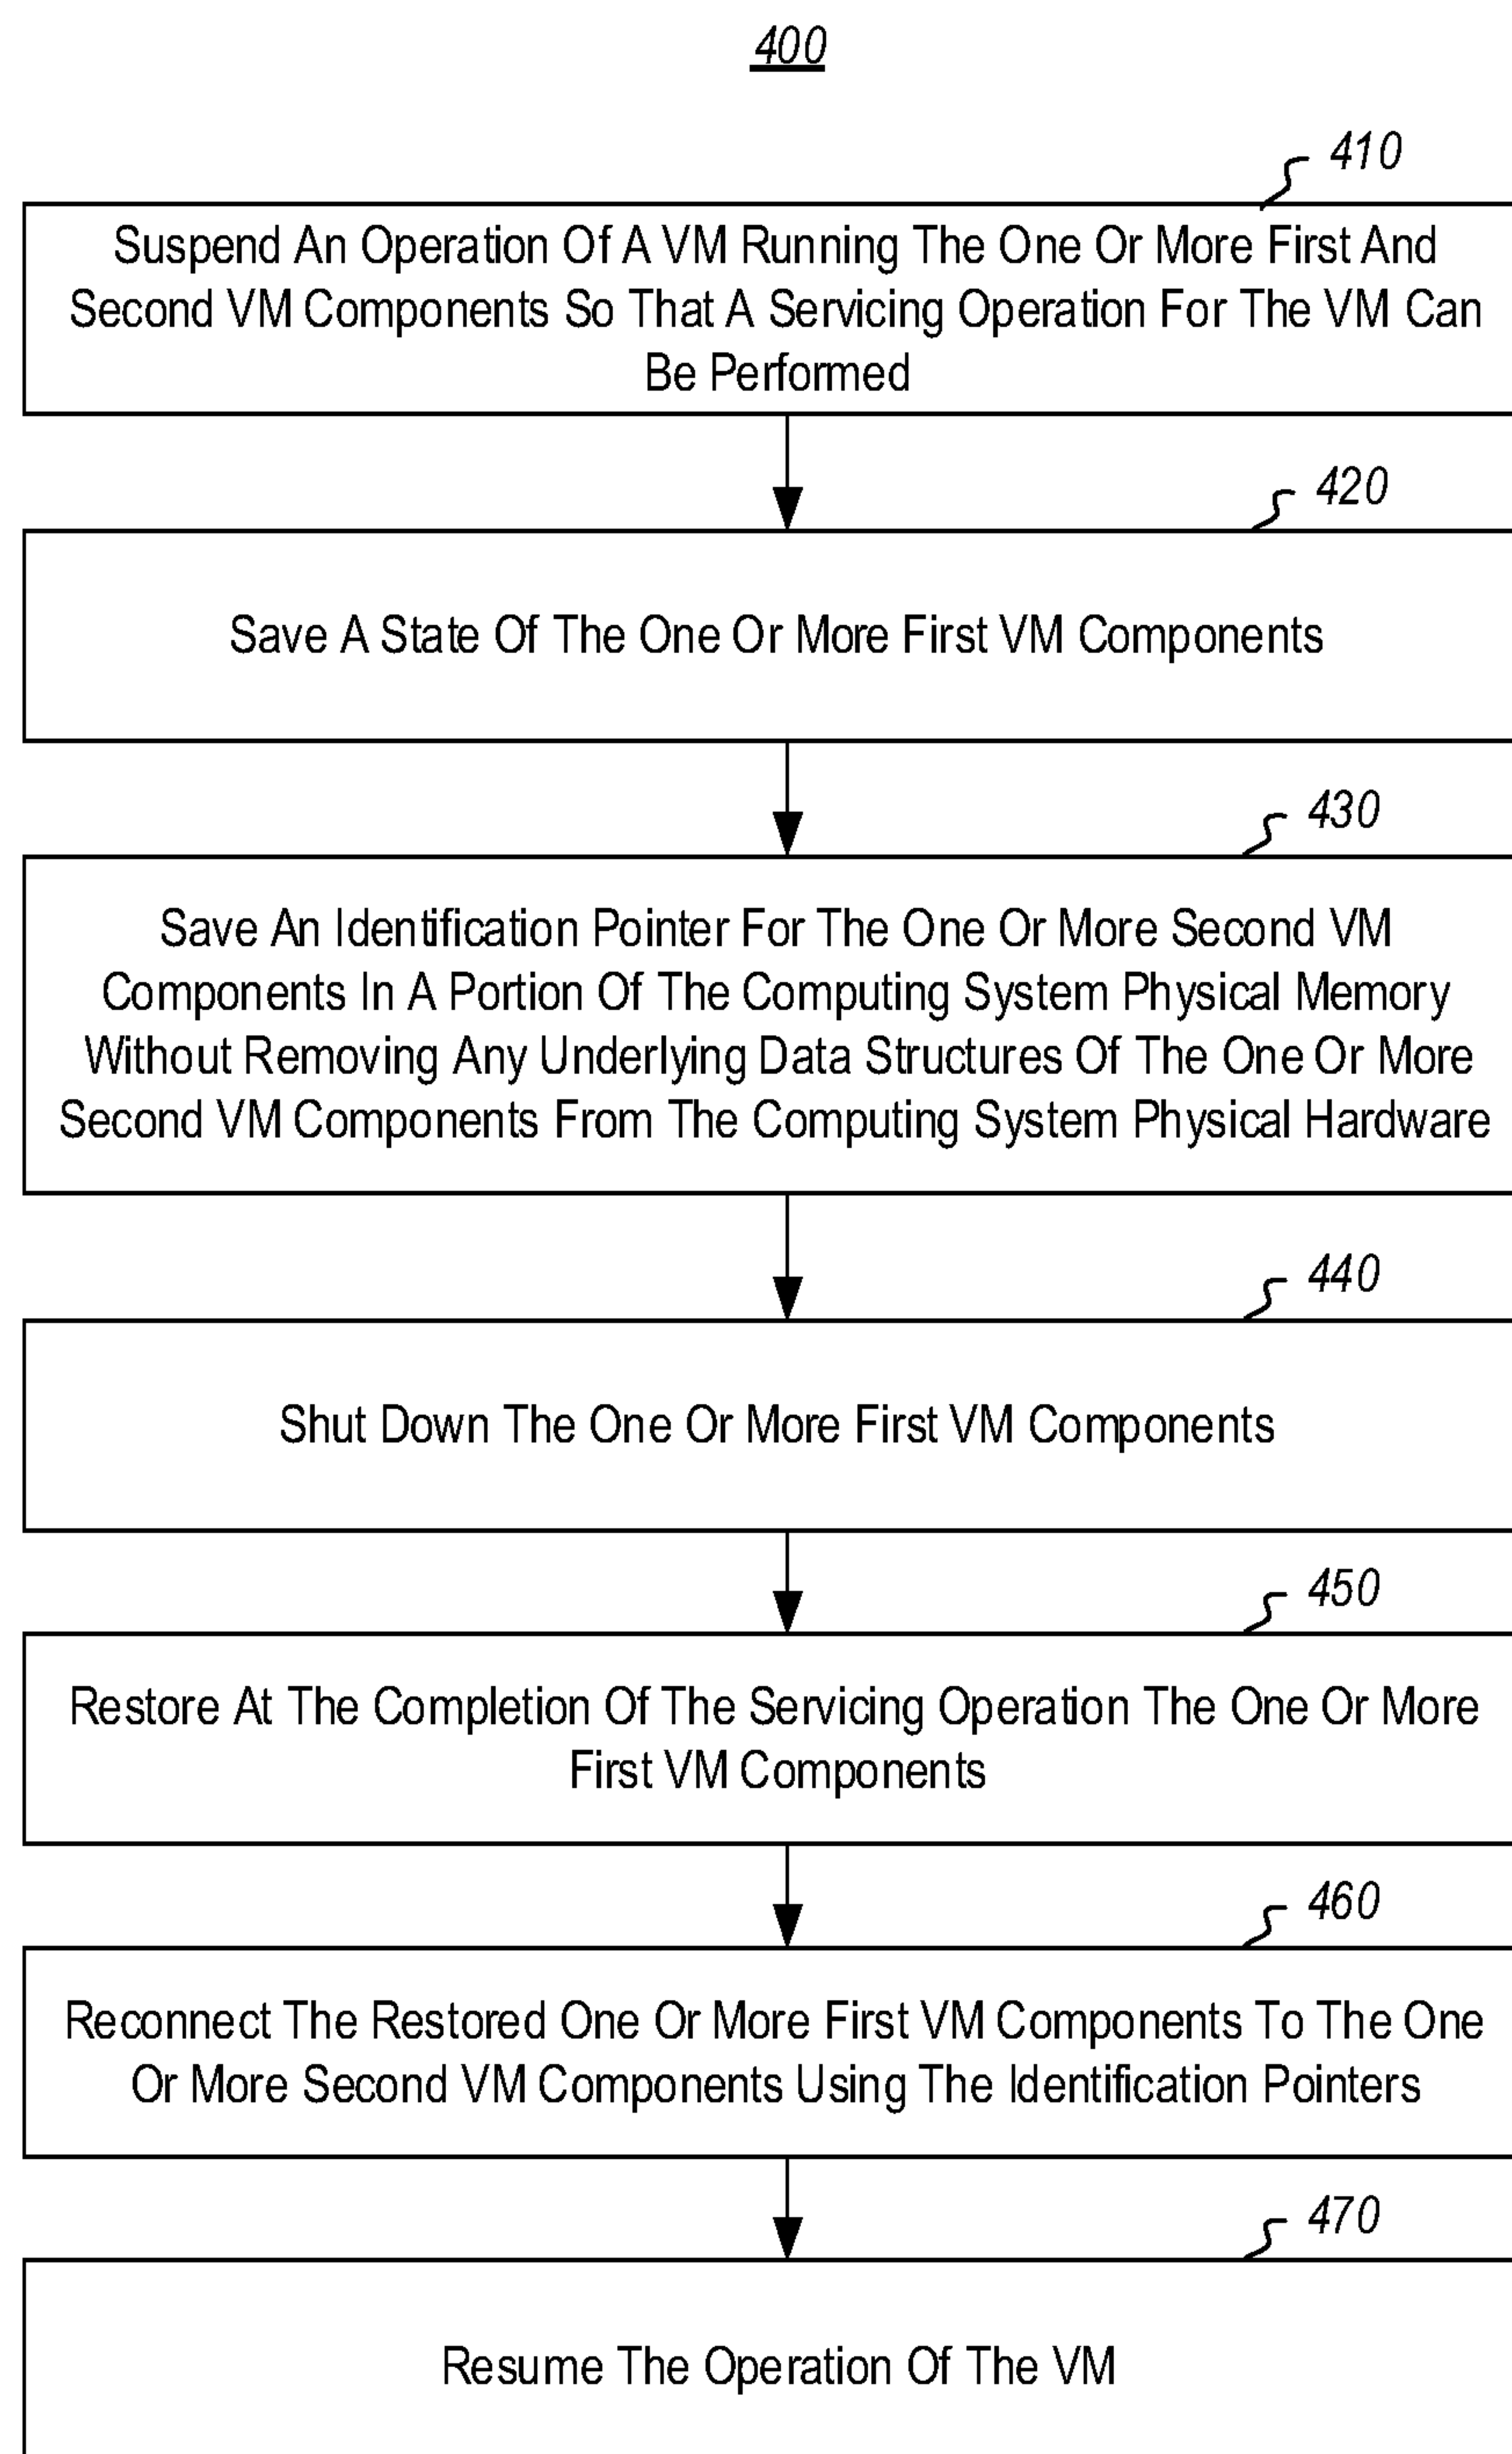 400
410
Suspend An Operation Of A VM Running The One Or More First And
Second VM Components So That A Servicing Operation For The VM Can
Be Performed
420
Save A State Of The One Or More First VM Components
430
Save An Identification Pointer For The One Or More Second VM
Components In A Portion Of The Computing System Physical Memory
Without Removing Any Underlying Data Structures Of The One Or More
Second VM Components From The Computing System Physical Hardware
440
Shut Down The One Or More First VM Components
450
Restore At The Completion Of The Servicing Operation The One Or More
First VM Components
460
Reconnect The Restored One Or More First VM Components To The One
Or More Second VM Components Using The Identification Pointers
470
Resume The Operation Of The VM